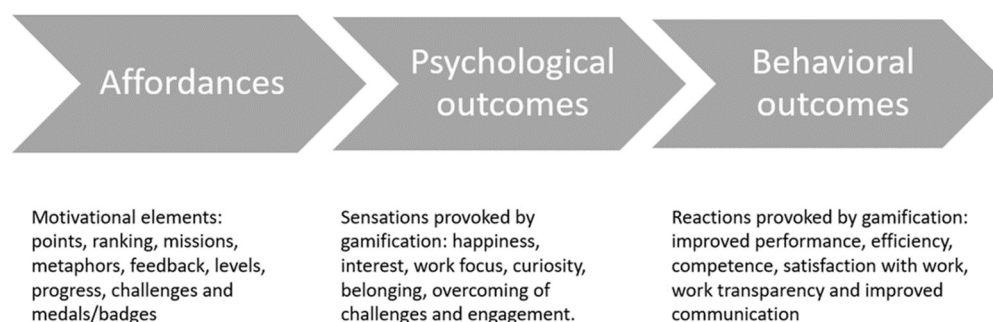 Affordances
Psychological
outcomes
Behavioral
outcomes
Motivational elements:
points, ranking, missions,
metaphors, feedback, levels,
progress, challenges and
medals/badges
Sensations provoked by
gamification: happiness,
interest, work focus, curiosity,
belonging, overcoming of
challenges and engagement.
Reactions provoked by gamification:
improved performance, efficiency,
competence, satisfaction with work,
work transparency and improved
communication